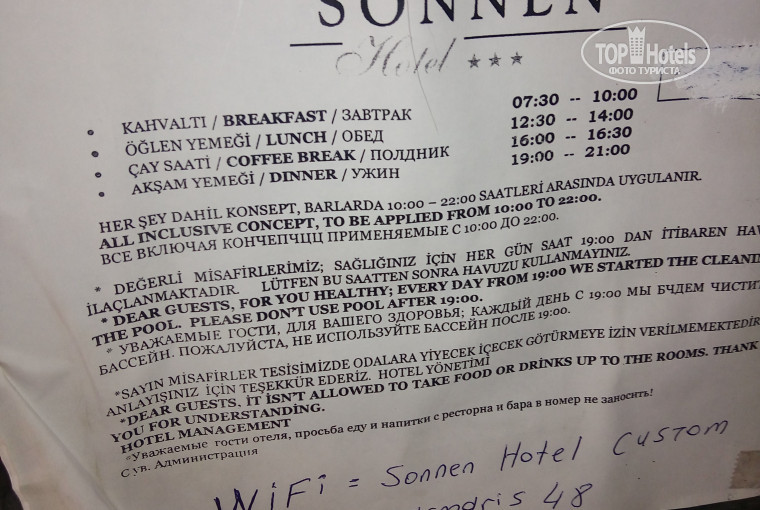 SONNEN
Hotel ★★★
TOP Hotels
ФОТО ТУРИСТА
• KAHVALTI / BREAKFAST / ЗАВТРАК 07:30 -- 10:00
• ÖĞLEN YEMEĞİ / LUNCH / ОБЕД 12:30 -- 14:00
• ÇAY SAATİ / COFFEE BREAK / ПОЛДНИК 16:00 -- 16:30
• AKŞAM YEMEĞİ / DINNER / УЖИН 19:00 -- 21:00
HER ŞEY DAHİL KONSEPT, BARLARDA 10:00 – 22:00 SAATLERİ ARASINDA UYGULANIR.
ALL INCLUSIVE CONCEPT, TO BE APPLIED FROM 10:00 TO 22:00.
ВСЕ ВКЛЮЧАЯ КОНЧЕПЧЦЦ ПРИМЕНЯЕМЫЕ С 10:00 ДО 22:00.
* DEĞERLİ MİSAFİRLERİMİZ; SAĞLIĞINIZ İÇİN HER GÜN SAAT 19:00 DAN İTİBAREN
İLAÇLANMAKTADIR. LÜTFEN BU SAATTEN SONRA HAVUZU KULLANMAYINIZ.
* DEAR GUESTS, FOR YOU HEALTHY; EVERY DAY FROM 19:00 WE STARTED THE
THE POOL. PLEASE DON'T USE POOL AFTER 19:00.
* УВАЖАЕМЫЕ ГОСТИ, ДЛЯ ВАШЕГО ЗДОРОВЬЯ; КАЖДЫЙ ДЕНЬ С 19:00 МЫ БЧДЕМ
БАССЕЙН. ПОЖАЛУЙСТА, НЕ ИСПОЛЬЗУЙТЕ БАССЕЙН ПОСЛЕ 19:00.
*SAYIN MİSAFİRLER TESİSİMİZDE ODALARA YİYECEK İÇECEK GÖTÜRMEYE İZİN VERİLMEMEKTEDİR
ANLAYIŞINIZ İÇİN TEŞEKKÜR EDERİZ. HOTEL YÖNETİMİ
*DEAR GUESTS, IT ISN'T ALLOWED TO TAKE FOOD OR DRINKS UP TO THE ROOMS. THANK
YOU FOR UNDERSTANDING.
HOTEL MANAGEMENT
*Уважаемые гости отеля, просьба еду и напитки с ресторна и бара в номер не заносить!
С ув. Администрация
WiFi = Sonnen Hotel Custom
48